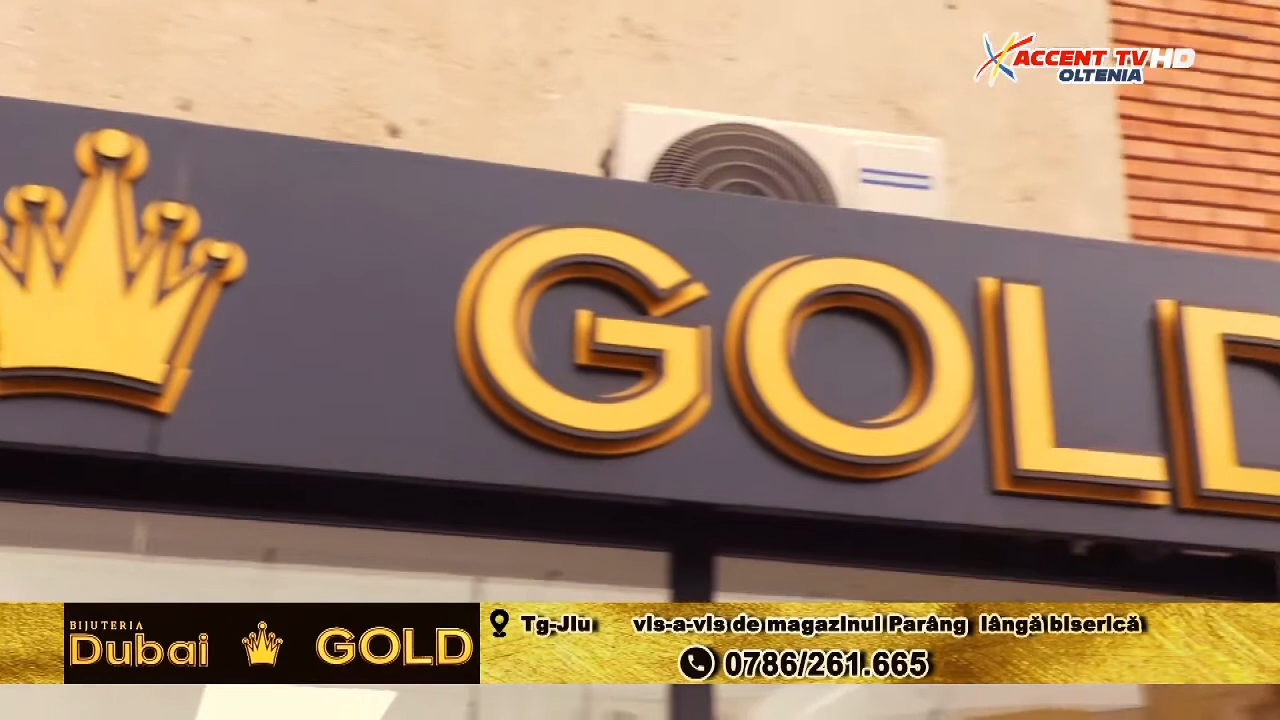 ACCENT TV HD
OLTENIA
GOLD
BIJUTERIA
Dubai GOLD
Tg-Jiu vis-a-vis de magazinul Parâng lângă biserică
0786/261.665